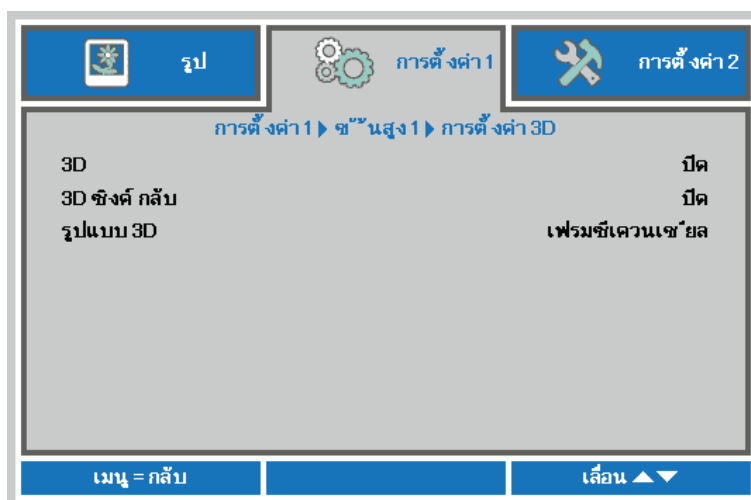 รูป
การตั้งค่า 1
การตั้งค่า 2
การตั้งค่า 1 ▶ ขั้นสูง 1 ▶ การตั้งค่า 3D
3D ปิด
3D ซิงค์ กลับ ปิด
รูปแบบ 3D เฟรมซีเควนเชียล
เมนู = กลับ
เลื่อน ▲▼